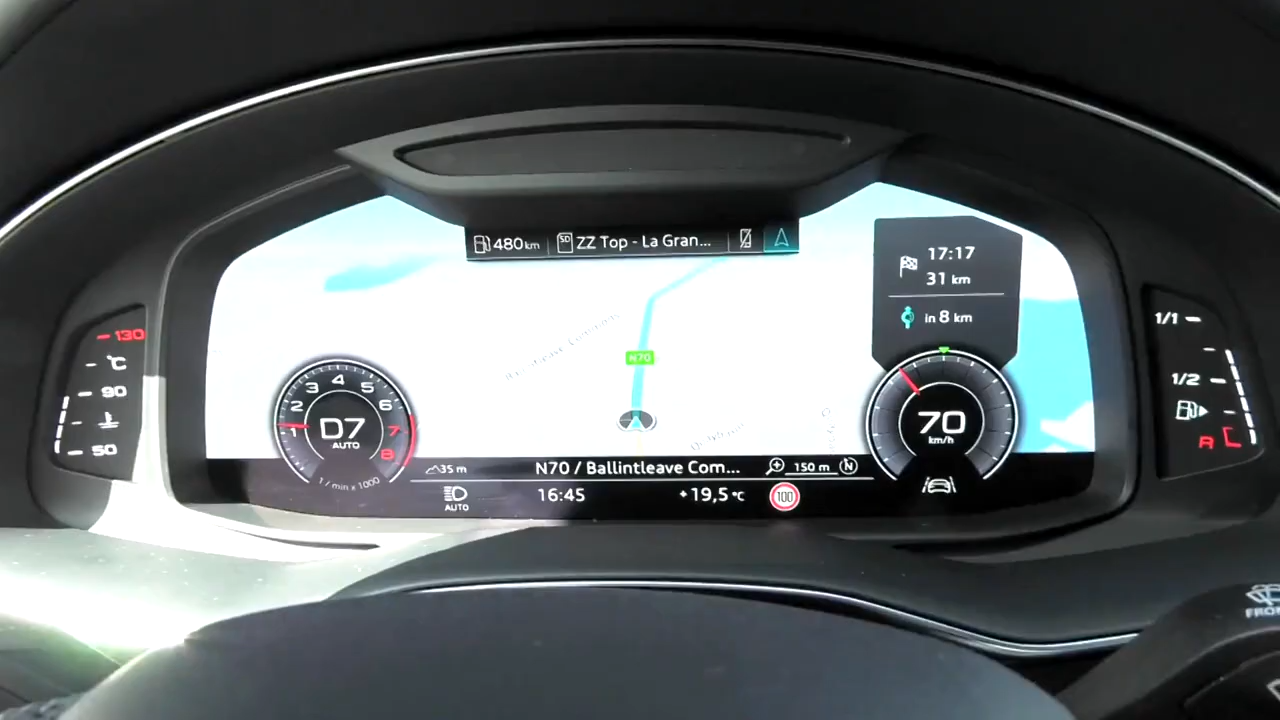 480 km
SD
ZZ Top - La Gran...
17:17
31 km
in 8 km
130
°C
90
50
1/1
1/2
R
N70
1
2
3
4
5
6
7
8
D7
AUTO
1 / min x 1000
70
km/h
35 m
N70 / Ballintleave Com...
150 m
N
AUTO
16:45
+19,5 °C
100